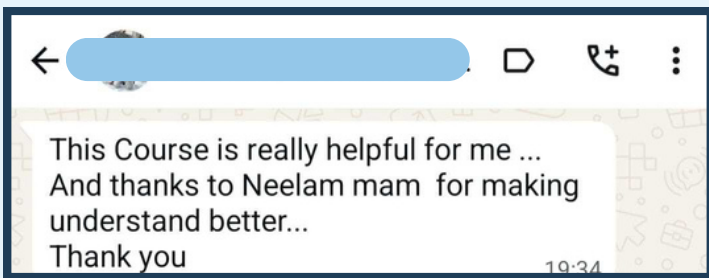 This Course is really helpful for me ...
And thanks to Neelam mam  for making
understand better...
Thank you
19:34